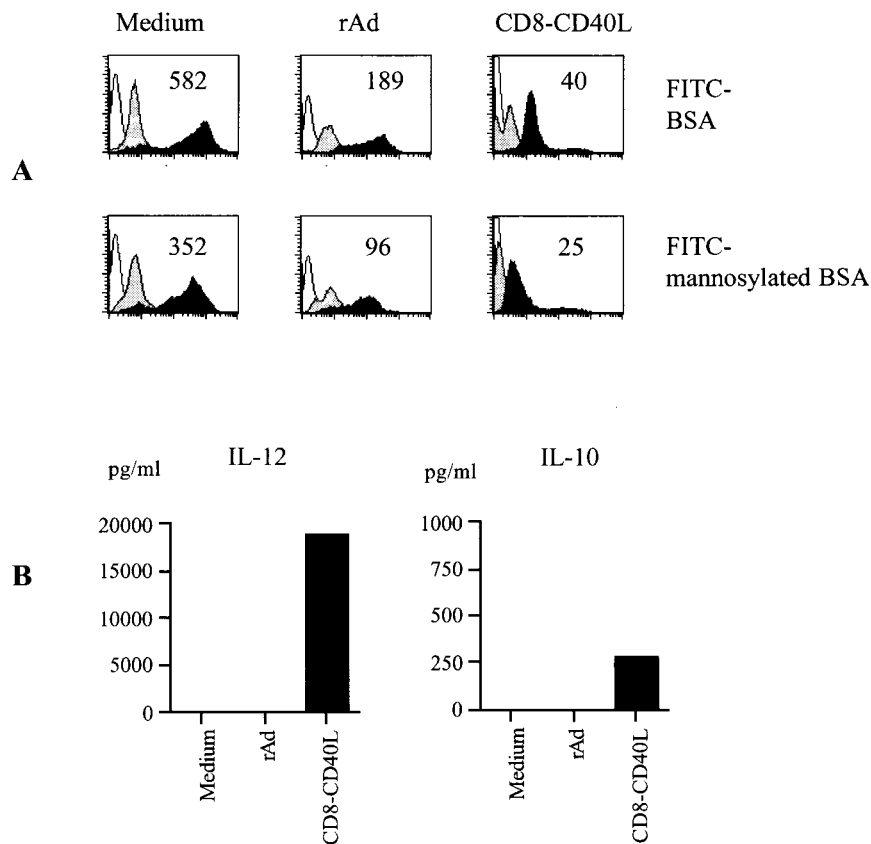 Medium rAd CD8-CD40L
582 189 40 FITC-
BSA
A
352 96 25 FITC-
mannosylated BSA
pg/ml IL-12 pg/ml IL-10
20000 1000
15000 750
B
10000 500
5000 250
0 0
Medium rAd CD8-CD40L Medium rAd CD8-CD40L